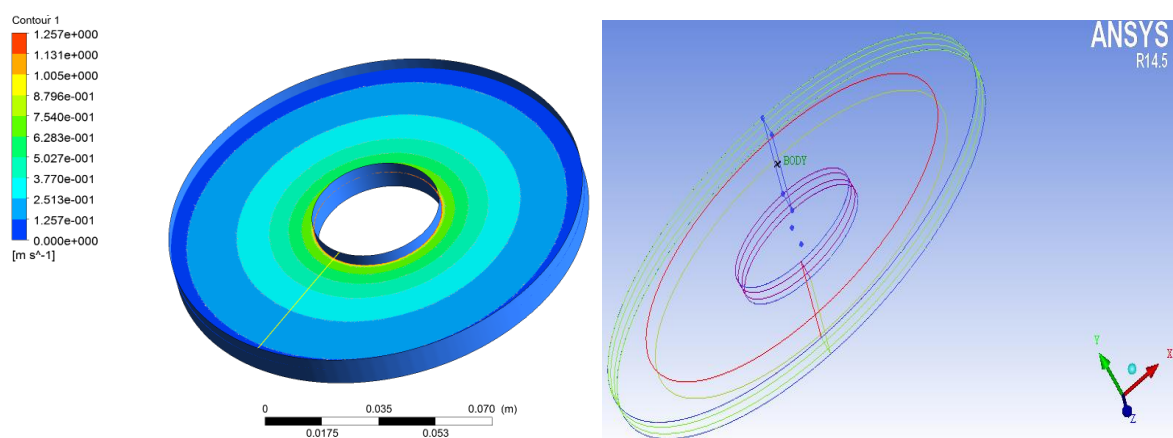 Contour 1
1.257e+000
1.131e+000
1.005e+000
8.796e-001
7.540e-001
6.283e-001
5.027e-001
3.770e-001
2.513e-001
1.257e-001
0.000e+000
[m s^-1]
0 0.035 0.070 (m)
0.0175 0.053
ANSYS
R14.5
BODY
Y
X
Z